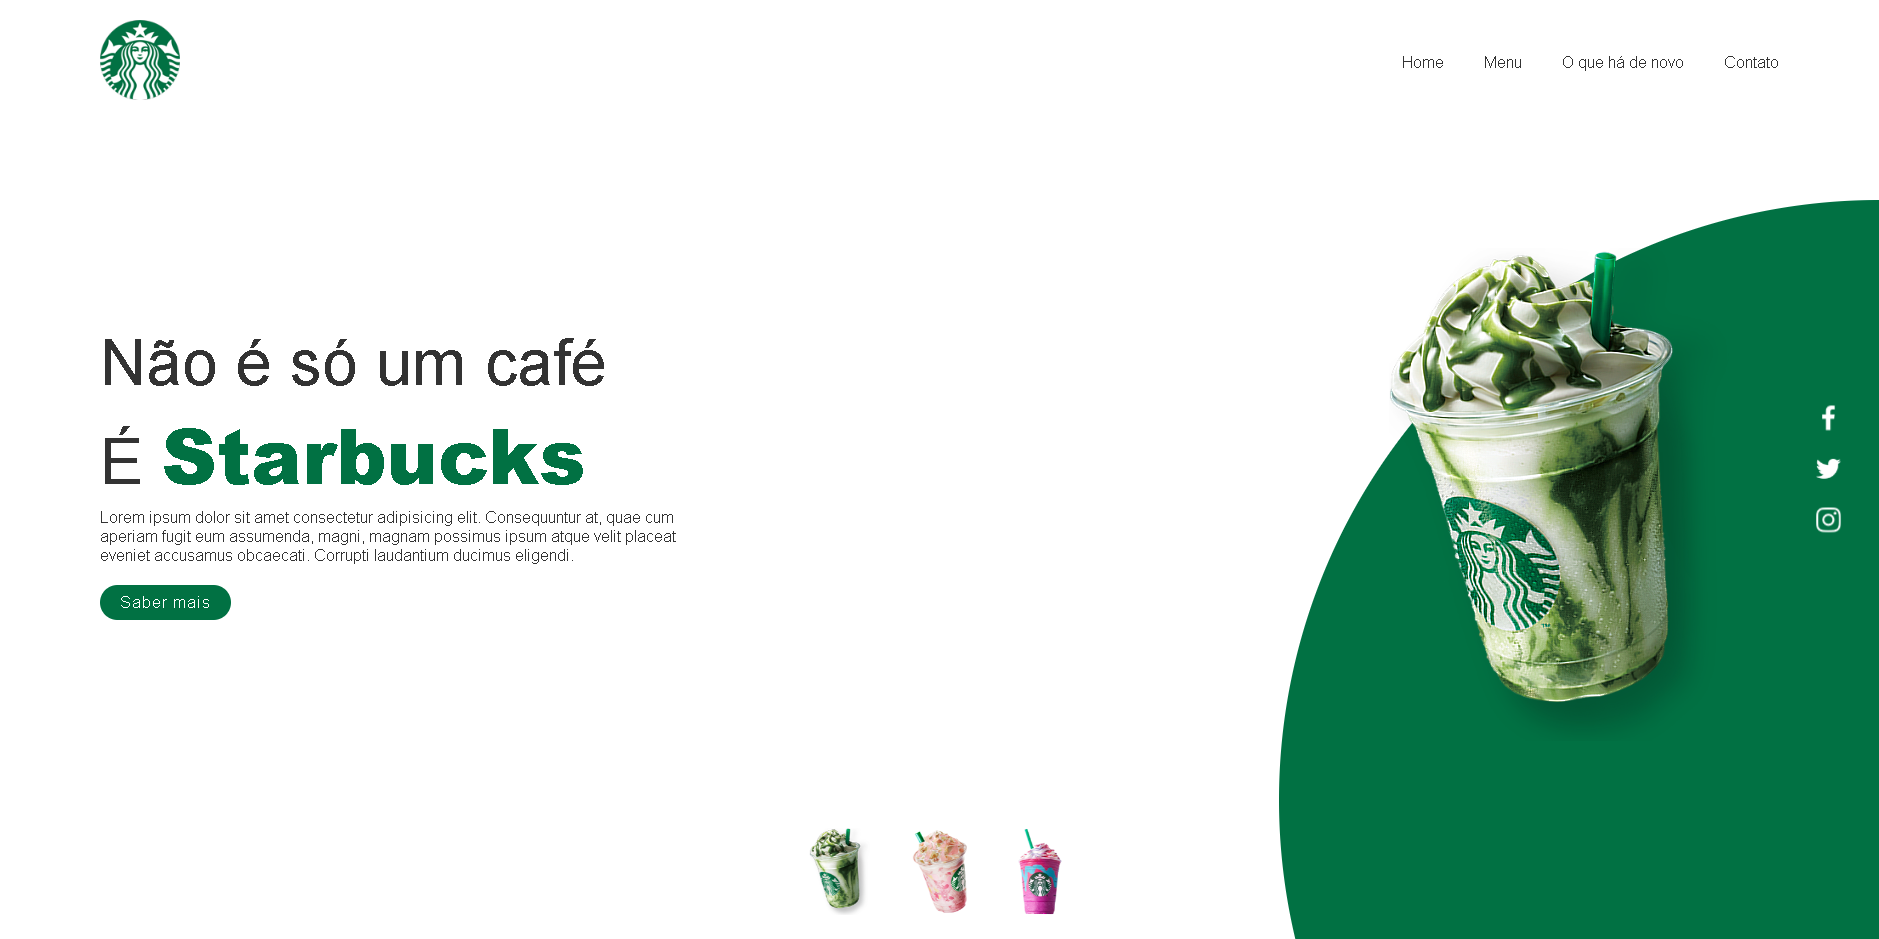 Home
Menu
O que há de novo
Contato
Não é só um café
É Starbucks
Lorem ipsum dolor sit amet consectetur adipisicing elit. Consequuntur at, quae cum
aperiam fugit eum assumenda, magni, magnam possimus ipsum atque velit placeat
eveniet accusamus obcaecati. Corrupti laudantium ducimus eligendi.
Saber mais